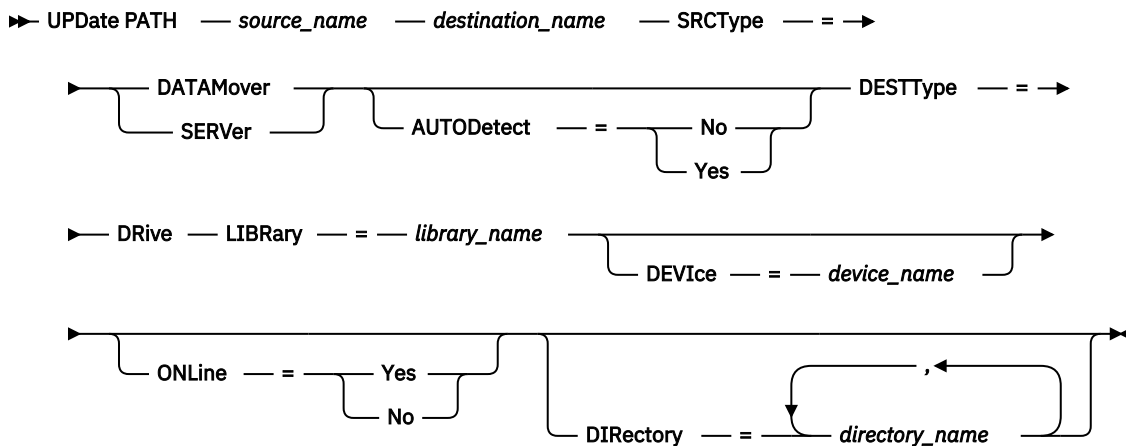 UPDate PATH source_name destination_name SRCType =
DATAMover DESTType =
SERVer AUTODetect = No
Yes
DRive LIBRary = library_name
DEVIce = device_name
ONLine = Yes
No
,
DIRectory = directory_name